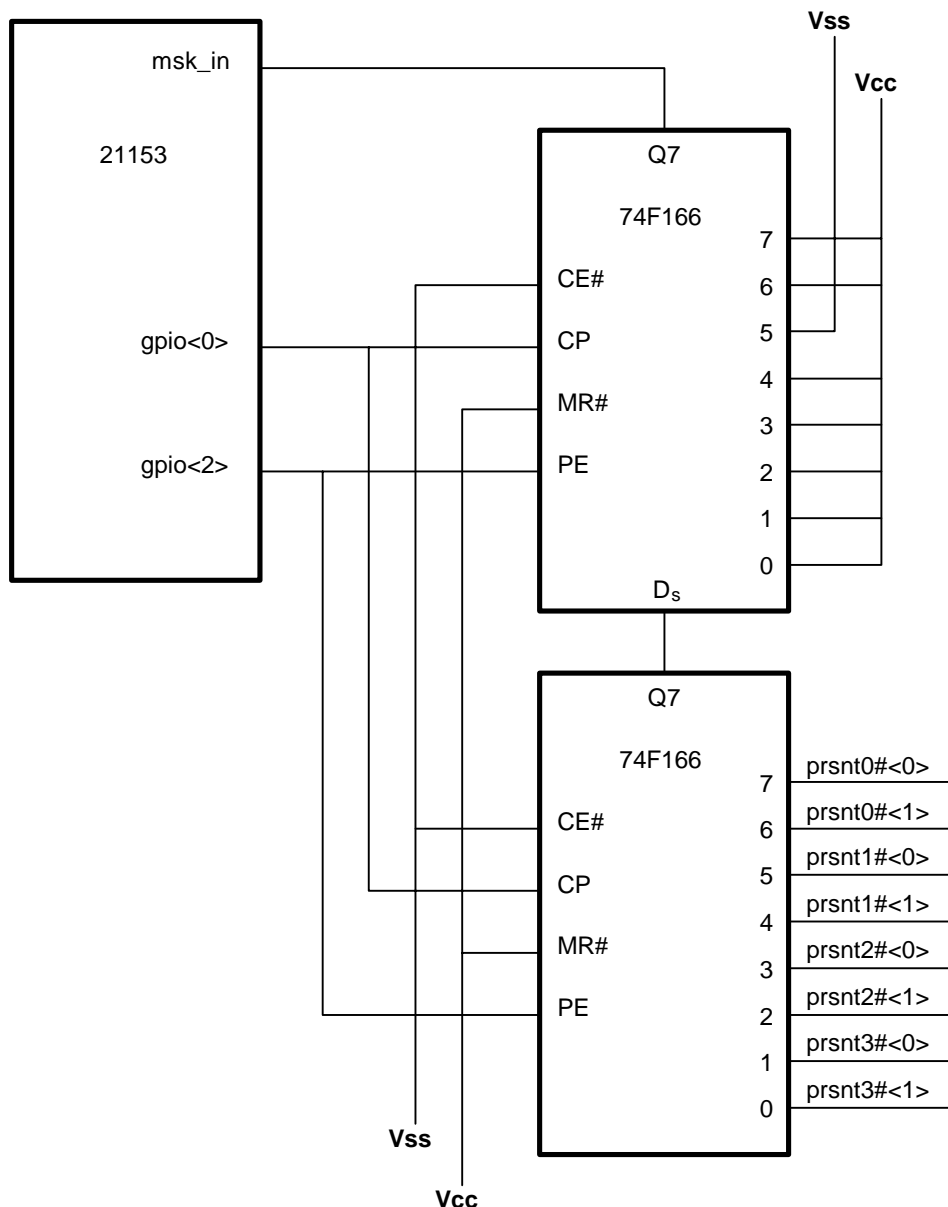 Vss
Vcc
msk_in
21153
gpio<0>
gpio<2>
Q7
74F166
CE#
CP
MR#
PE
7
6
5
4
3
2
1
0
Ds
Q7
74F166
CE#
CP
MR#
PE
7
6
5
4
3
2
1
0
prsnt0#<0>
prsnt0#<1>
prsnt1#<0>
prsnt1#<1>
prsnt2#<0>
prsnt2#<1>
prsnt3#<0>
prsnt3#<1>
Vss
Vcc